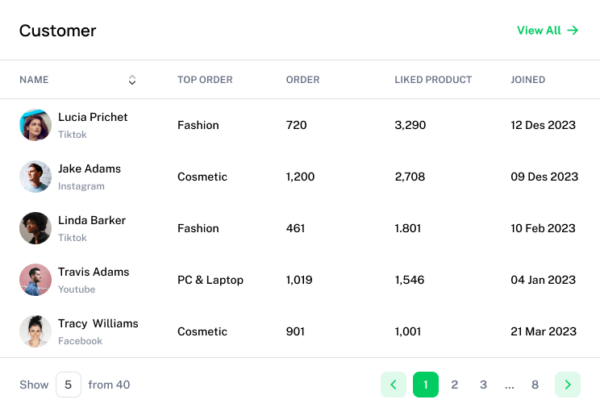 Customer View All
NAME TOP ORDER ORDER LIKED PRODUCT JOINED
Lucia Prichet
Tiktok
Fashion 720 3,290 12 Des 2023
Jake Adams
Instagram
Cosmetic 1,200 2,708 09 Des 2023
Linda Barker
Tiktok
Fashion 461 1.801 10 Feb 2023
Travis Adams
Youtube
PC & Laptop 1,019 1,546 04 Jan 2023
Tracy Williams
Facebook
Cosmetic 901 1,001 21 Mar 2023
Show 5 from 40 1 2 3 ... 8